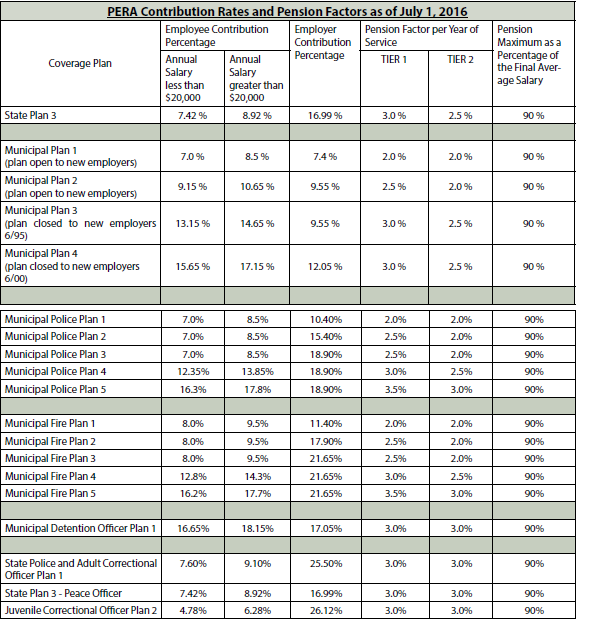 PERA Contribution Rates and Pension Factors as of July 1, 2016
Coverage Plan
Employee Contribution
Percentage
Annual
Salary
less than
$20,000
Annual
Salary
greater than
$20,000
Employer
Contribution
Percentage
Pension Factor per Year of
Service
TIER 1
TIER 2
Pension
Maximum as a
Percentage of
the Final Aver-
age Salary
State Plan 3 7.42 % 8.92 % 16.99 % 3.0 % 2.5 % 90 %
Municipal Plan 1
(plan open to new employers) 7.0 % 8.5 % 7.4 % 2.0 % 2.0 % 90 %
Municipal Plan 2
(plan open to new employers) 9.15 % 10.65 % 9.55 % 2.5 % 2.0 % 90 %
Municipal Plan 3
(plan closed to new employers 13.15 % 14.65 % 9.55 % 3.0 % 2.5 % 90 %
6/95)
Municipal Plan 4
(plan closed to new employers 15.65 % 17.15 % 12.05 % 3.0 % 2.5 % 90 %
6/00)
Municipal Police Plan 1 7.0% 8.5% 10.40% 2.0% 2.0% 90%
Municipal Police Plan 2 7.0% 8.5% 15.40% 2.5% 2.0% 90%
Municipal Police Plan 3 7.0% 8.5% 18.90% 2.5% 2.0% 90%
Municipal Police Plan 4 12.35% 13.85% 18.90% 3.0% 2.5% 90%
Municipal Police Plan 5 16.3% 17.8% 18.90% 3.5% 3.0% 90%
Municipal Fire Plan 1 8.0% 9.5% 11.40% 2.0% 2.0% 90%
Municipal Fire Plan 2 8.0% 9.5% 17.90% 2.5% 2.0% 90%
Municipal Fire Plan 3 8.0% 9.5% 21.65% 2.5% 2.0% 90%
Municipal Fire Plan 4 12.8% 14.3% 21.65% 3.0% 2.5% 90%
Municipal Fire Plan 5 16.2% 17.7% 21.65% 3.5% 3.0% 90%
Municipal Detention Officer Plan 1 16.65% 18.15% 17.05% 3.0% 3.0% 90%
State Police and Adult Correctional 7.60% 9.10% 25.50% 3.0% 3.0% 90%
Officer Plan 1
State Plan 3 - Peace Officer 7.42% 8.92% 16.99% 3.0% 3.0% 90%
Juvenile Correctional Officer Plan 2 4.78% 6.28% 26.12% 3.0% 3.0% 90%